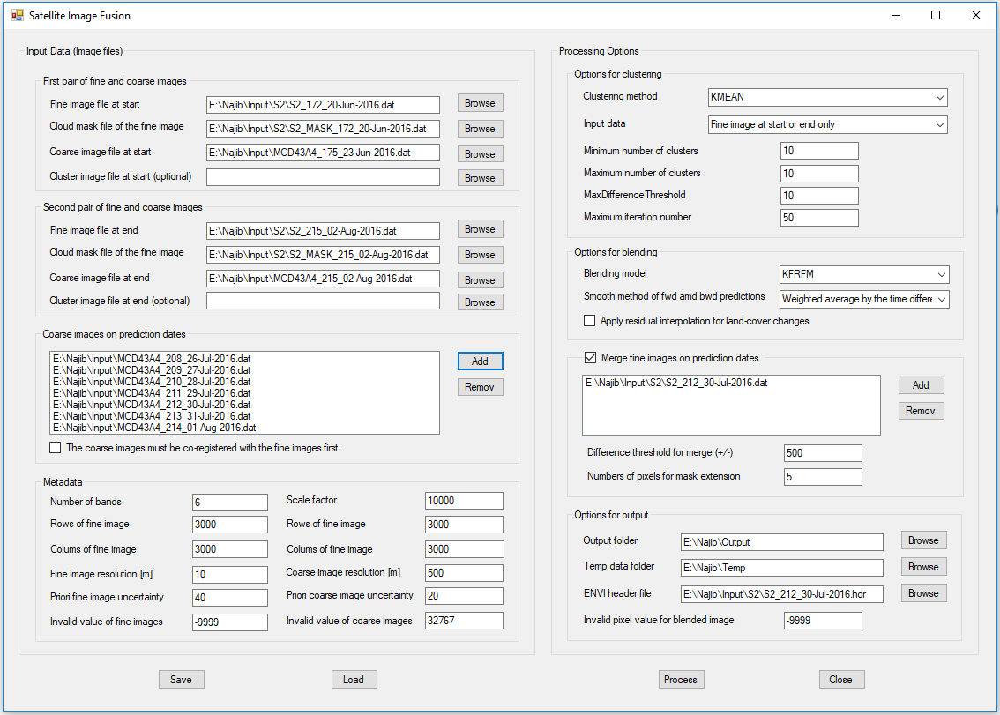 Satellite Image Fusion
Input Data (Image files)
First pair of fine and coarse images
Fine image file at start E:\Najib\Input\S2\S2_172_20-Jun-2016.dat Browse
Cloud mask file of the fine image E:\Najib\Input\S2\S2_MASK_172_20-Jun-2016.dat Browse
Coarse image file at start E:\Najib\Input\MCD43A4_175_23-Jun-2016.dat Browse
Cluster image file at start (optional) Browse
Second pair of fine and coarse images
Fine image file at end E:\Najib\Input\S2\S2_215_02-Aug-2016.dat Browse
Cloud mask file of the fine image E:\Najib\Input\S2\S2_MASK_215_02-Aug-2016.dat Browse
Coarse image file at end E:\Najib\Input\MCD43A4_215_02-Aug-2016.dat Browse
Cluster image file at end (optional) Browse
Coarse images on prediction dates
E:\Najib\Input\MCD43A4_208_26-Jul-2016.dat
E:\Najib\Input\MCD43A4_209_27-Jul-2016.dat
E:\Najib\Input\MCD43A4_210_28-Jul-2016.dat
E:\Najib\Input\MCD43A4_211_29-Jul-2016.dat
E:\Najib\Input\MCD43A4_212_30-Jul-2016.dat
E:\Najib\Input\MCD43A4_213_31-Jul-2016.dat
E:\Najib\Input\MCD43A4_214_01-Aug-2016.dat
Add
Remov
The coarse images must be co-registered with the fine images first.
Metadata
Number of bands 6 Scale factor 10000
Rows of fine image 3000 Rows of fine image 3000
Colums of fine image 3000 Colums of fine image 3000
Fine image resolution [m] 10 Coarse image resolution [m] 500
Priori fine image uncertainty 40 Priori coarse image uncertainty 20
Invalid value of fine images -9999 Invalid value of coarse images 32767
Save Load
Processing Options
Options for clustering
Clustering method KMEAN
Input data Fine image at start or end only
Minimum number of clusters 10
Maximum number of clusters 10
MaxDifferenceThreshold 10
Maximum iteration number 50
Options for blending
Blending model KFRFM
Smooth method of fwd amd bwd predictions Weighted average by the time differe
Apply residual interpolation for land-cover changes
Merge fine images on prediction dates
E:\Najib\Input\S2\S2_212_30-Jul-2016.dat
Add
Remov
Difference threshold for merge (+/-) 500
Numbers of pixels for mask extension 5
Options for output
Output folder E:\Najib\Output Browse
Temp data folder E:\Najib\Temp Browse
ENVI header file E:\Najib\Input\S2\S2_212_30-Jul-2016.hdr Browse
Invalid pixel value for blended image -9999
Process Close